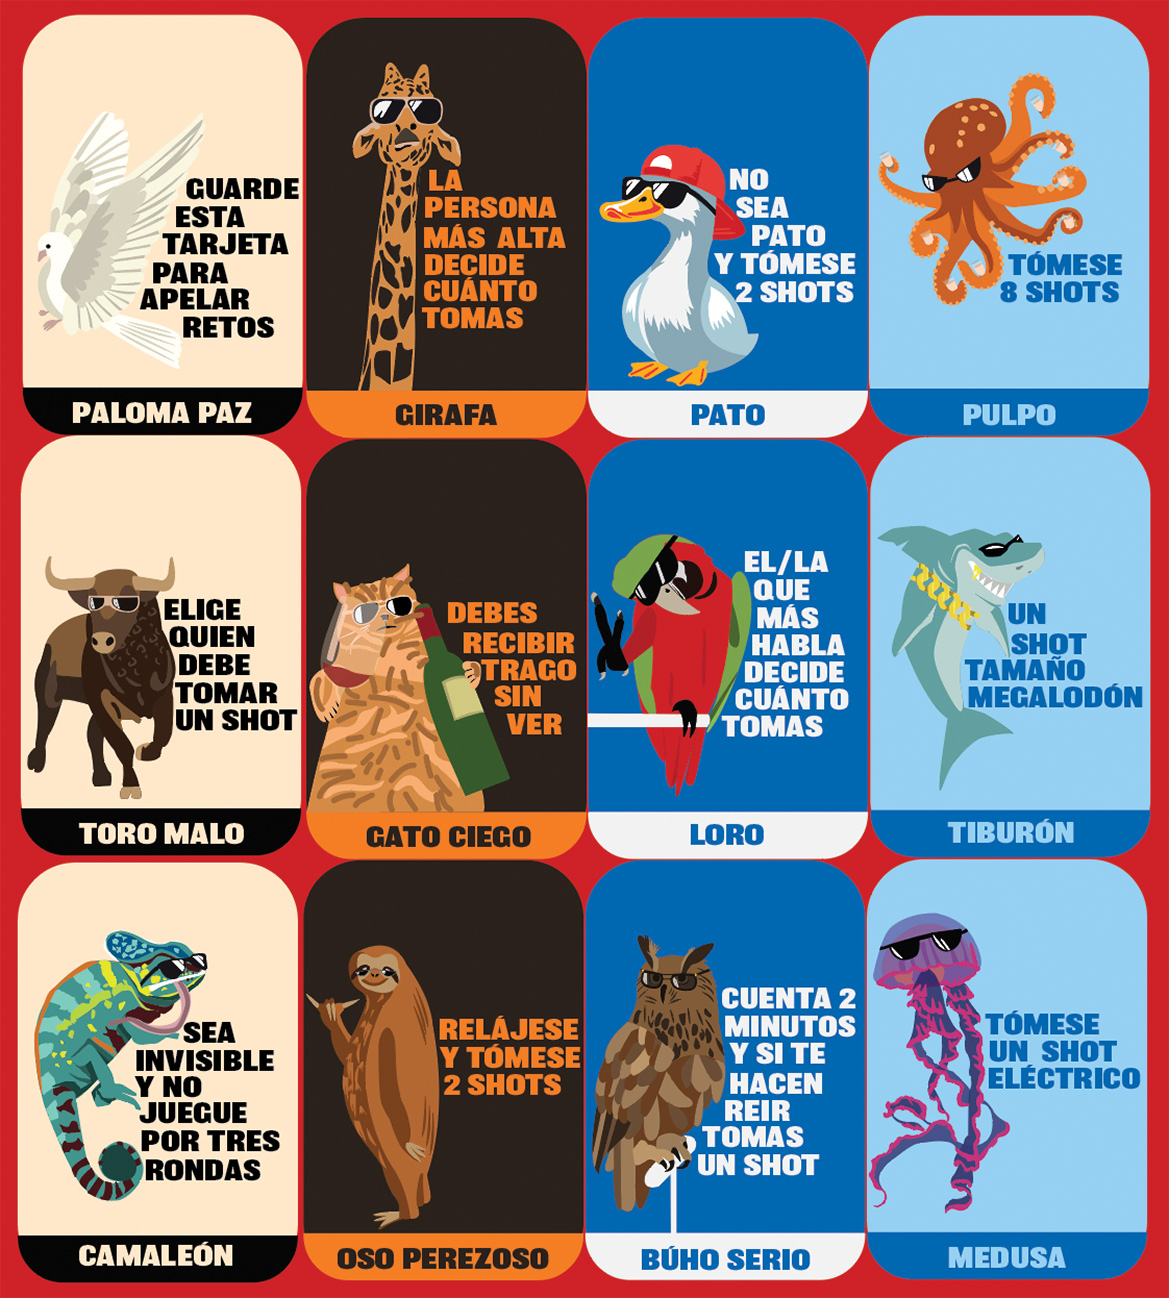 GUARDE
ESTA
TARJETA
PARA
APELAR
RETOS
PALOMA PAZ
LA
PERSONA
MÁS ALTA
DECIDE
CUÁNTO
TOMAS
GIRAFA
NO
SEA
PATO
Y TÓMESE
2 SHOTS
PATO
TÓMESE
8 SHOTS
PULPO
ELIGE
QUIEN
DEBE
TOMAR
UN SHOT
TORO MALO
DEBES
RECIBIR
TRAGO
SIN
VER
GATO CIEGO
EL/LA
QUE
MÁS
HABLA
DECIDE
CUÁNTO
TOMAS
LORO
UN
SHOT
TAMAÑO
MEGALODÓN
TIBURÓN
SEA
INVISIBLE
Y NO
JUEGUE
POR TRES
RONDAS
CAMALEÓN
RELÁJESE
Y TÓMESE
2 SHOTS
OSO PEREZOSO
CUENTA 2
MINUTOS
Y SI TE
HACEN
REIR
TOMAS
UN SHOT
BÚHO SERIO
TÓMESE
UN SHOT
ELÉCTRICO
MEDUSA